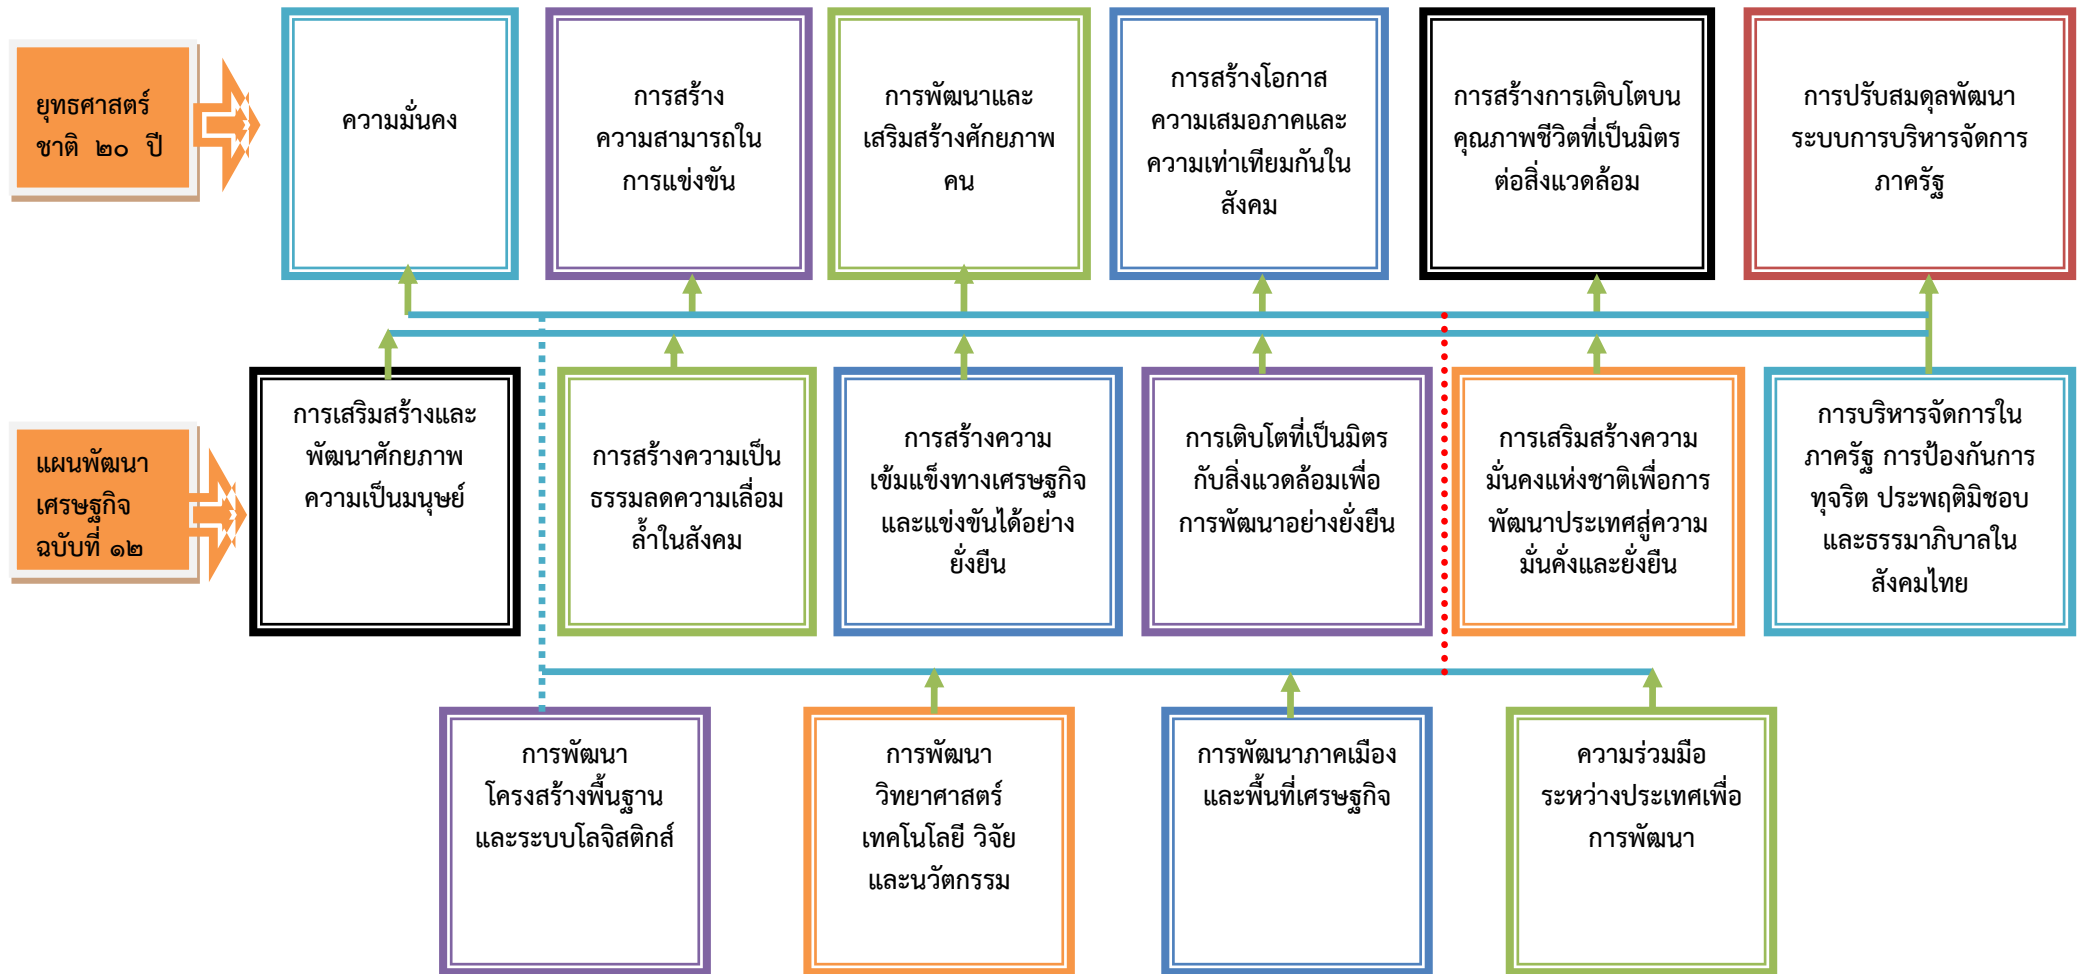 ยุทธศาสตร์
ชาติ ๒๐ ปี
ความมั่นคง
การสร้าง
ความสามารถใน
การแข่งขัน
การพัฒนาและ
เสริมสร้างศักยภาพ
คน
การสร้างโอกาส
ความเสมอภาคและ
ความเท่าเทียมกันใน
สังคม
การสร้างการเติบโตบน
คุณภาพชีวิตที่เป็นมิตร
ต่อสิ่งแวดล้อม
การปรับสมดุลพัฒนา
ระบบการบริหารจัดการ
ภาครัฐ
แผนพัฒนา
เศรษฐกิจ
ฉบับที่ ๑๒
การเสริมสร้างและ
พัฒนาศักยภาพ
ความเป็นมนุษย์
การสร้างความเป็น
ธรรมลดความเลื่อม
ล้ำในสังคม
การสร้างความ
เข้มแข็งทางเศรษฐกิจ
และแข่งขันได้อย่าง
ยั่งยืน
การเติบโตที่เป็นมิตร
กับสิ่งแวดล้อมเพื่อ
การพัฒนาอย่างยั่งยืน
การเสริมสร้างความ
มั่นคงแห่งชาติเพื่อการ
พัฒนาประเทศสู่ความ
มั่นคั่งและยั่งยืน
การบริหารจัดการใน
ภาครัฐ การป้องกันการ
ทุจริต ประพฤติมิชอบ
และธรรมาภิบาลใน
สังคมไทย
การพัฒนา
โครงสร้างพื้นฐาน
และระบบโลจิสติกส์
การพัฒนา
วิทยาศาสตร์
เทคโนโลยี วิจัย
และนวัตกรรม
การพัฒนาภาคเมือง
และพื้นที่เศรษฐกิจ
ความร่วมมือ
ระหว่างประเทศเพื่อ
การพัฒนา